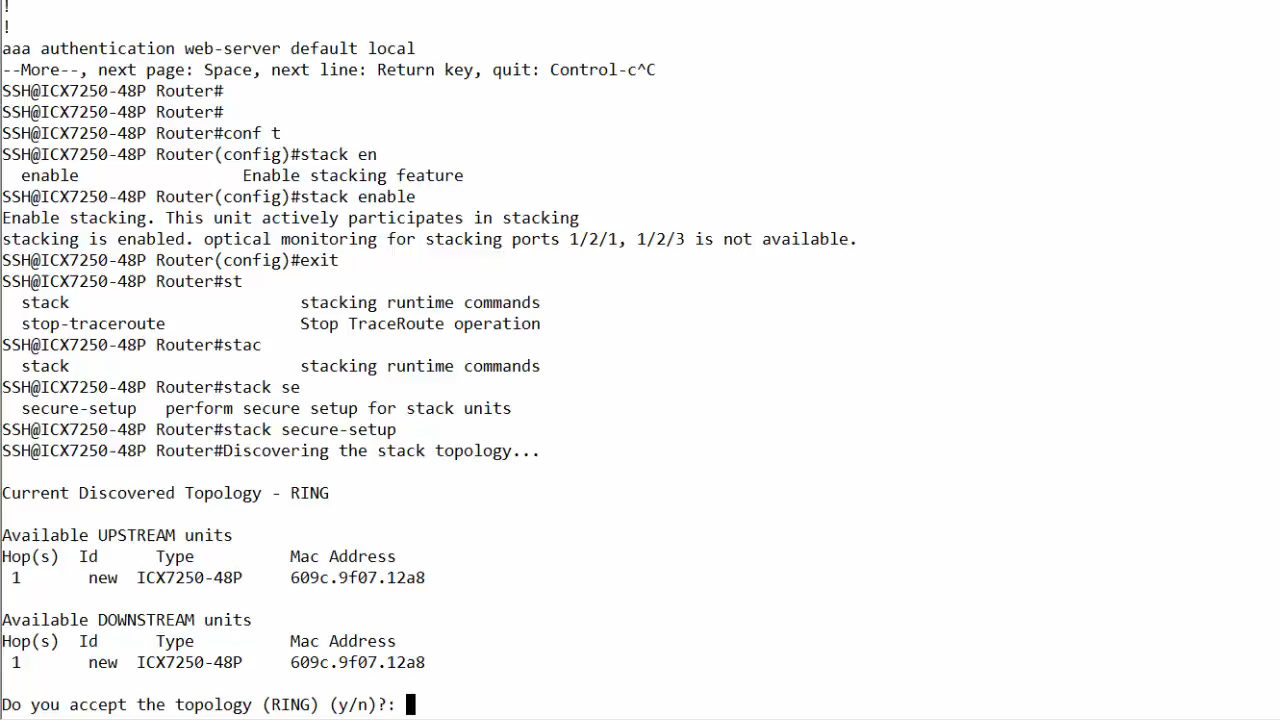 !
!
aaa authentication web-server default local
--More--, next page: Space, next line: Return key, quit: Control-c^C
SSH@ICX7250-48P Router#
SSH@ICX7250-48P Router#
SSH@ICX7250-48P Router#conf t
SSH@ICX7250-48P Router(config)#stack en
  enable                 Enable stacking feature
SSH@ICX7250-48P Router(config)#stack enable
Enable stacking. This unit actively participates in stacking
stacking is enabled. optical monitoring for stacking ports 1/2/1, 1/2/3 is not available.
SSH@ICX7250-48P Router(config)#exit
SSH@ICX7250-48P Router#st
  stack                        stacking runtime commands
  stop-traceroute              Stop TraceRoute operation
SSH@ICX7250-48P Router#stac
  stack                        stacking runtime commands
SSH@ICX7250-48P Router#stack se
  secure-setup   perform secure setup for stack units
SSH@ICX7250-48P Router#stack secure-setup
SSH@ICX7250-48P Router#Discovering the stack topology...
Current Discovered Topology - RING
Available UPSTREAM units
Hop(s)  Id      Type          Mac Address
 1       new  ICX7250-48P     609c.9f07.12a8
Available DOWNSTREAM units
Hop(s)  Id      Type          Mac Address
 1       new  ICX7250-48P     609c.9f07.12a8
Do you accept the topology (RING) (y/n)?: